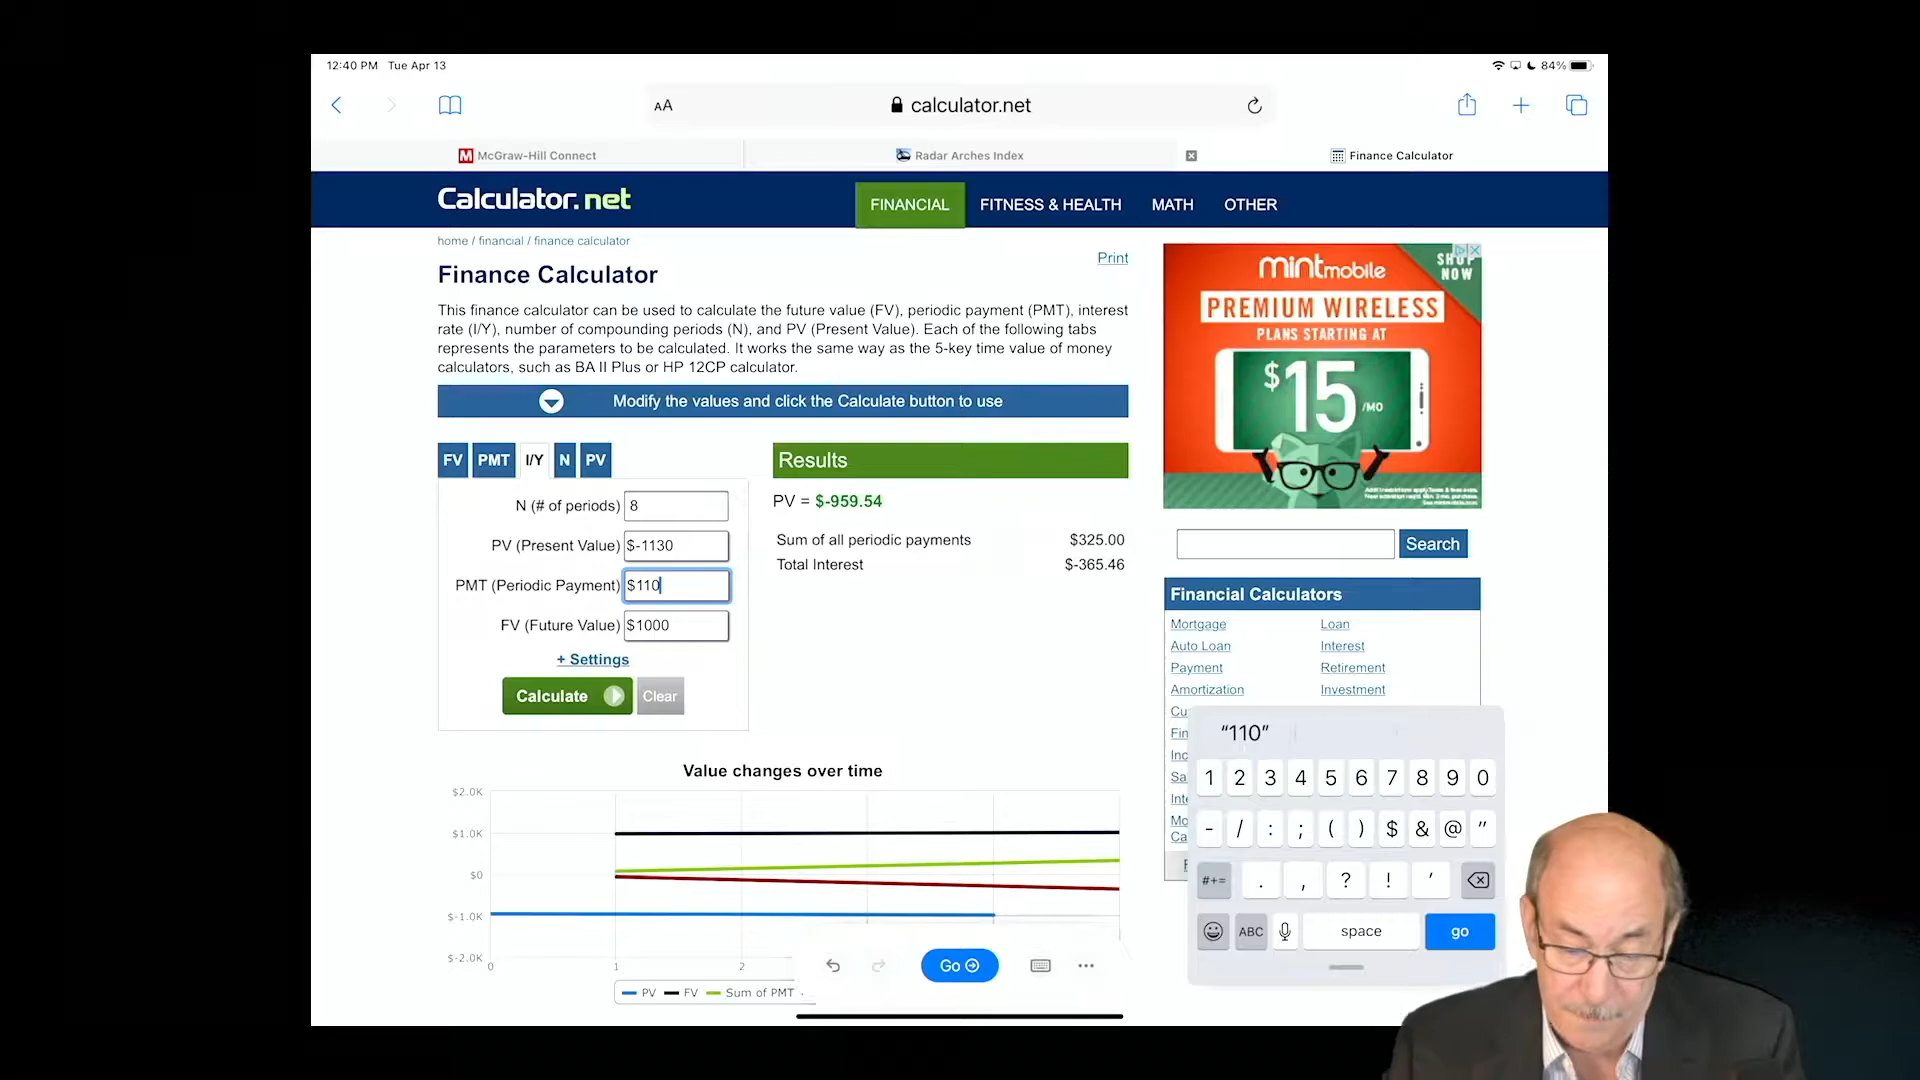 12:40 PM Tue Apr 13
84%
AA
calculator.net
McGraw-Hill Connect
Radar Arches Index
Finance Calculator
Calculator.net
FINANCIAL
FITNESS & HEALTH
MATH
OTHER
home / financial / finance calculator
Print
Finance Calculator
This finance calculator can be used to calculate the future value (FV), periodic payment (PMT), interest
rate (I/Y), number of compounding periods (N), and PV (Present Value). Each of the following tabs
represents the parameters to be calculated. It works the same way as the 5-key time value of money
calculators, such as BA II Plus or HP 12CP calculator.
Modify the values and click the Calculate button to use
FV PMT I/Y N PV
N (# of periods) 8
PV (Present Value) $-1130
PMT (Periodic Payment) $110
FV (Future Value) $1000
+ Settings
Calculate
Clear
Results
PV = $-959.54
Sum of all periodic payments $325.00
Total Interest $-365.46
Value changes over time
$2.0K
$1.0K
$0
$-1.0K
$-2.0K
0 1 2
PV FV Sum of PMT
Go
mintmobile
SHOP
NOW
PREMIUM WIRELESS
PLANS STARTING AT
$15/MO
Search
Financial Calculators
Mortgage Loan
Auto Loan Interest
Payment Retirement
Amortization Investment
Cu
Fin
Inc
Sa
Inte
Mo
Ca
“110”
1 2 3 4 5 6 7 8 9 0
- / : ; ( ) $ & @ "
#+= . , ? ! '
ABC space go